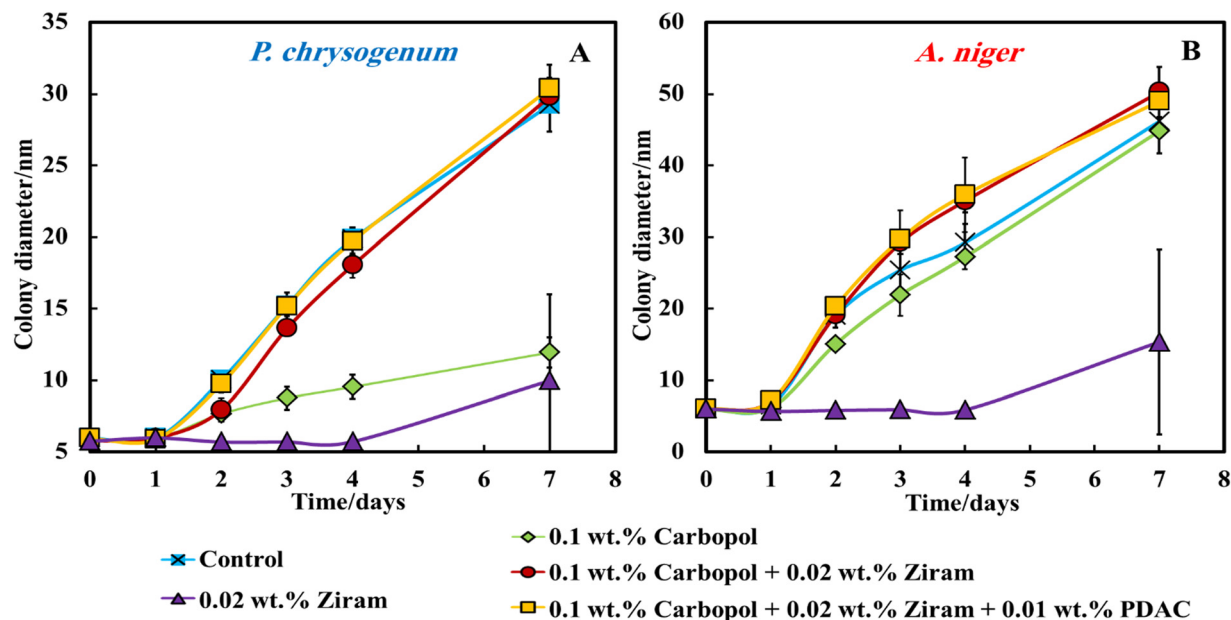 P. chrysogenum
A
35
30
25
20
15
10
5
Colony diameter/nm
0 1 2 3 4 5 6 7 8
Time/days
A. niger
B
60
50
40
30
20
10
0
Colony diameter/nm
0 1 2 3 4 5 6 7 8
Time/days
Control
0.02 wt.% Ziram
0.1 wt.% Carbopol
0.1 wt.% Carbopol + 0.02 wt.% Ziram
0.1 wt.% Carbopol + 0.02 wt.% Ziram + 0.01 wt.% PDAC